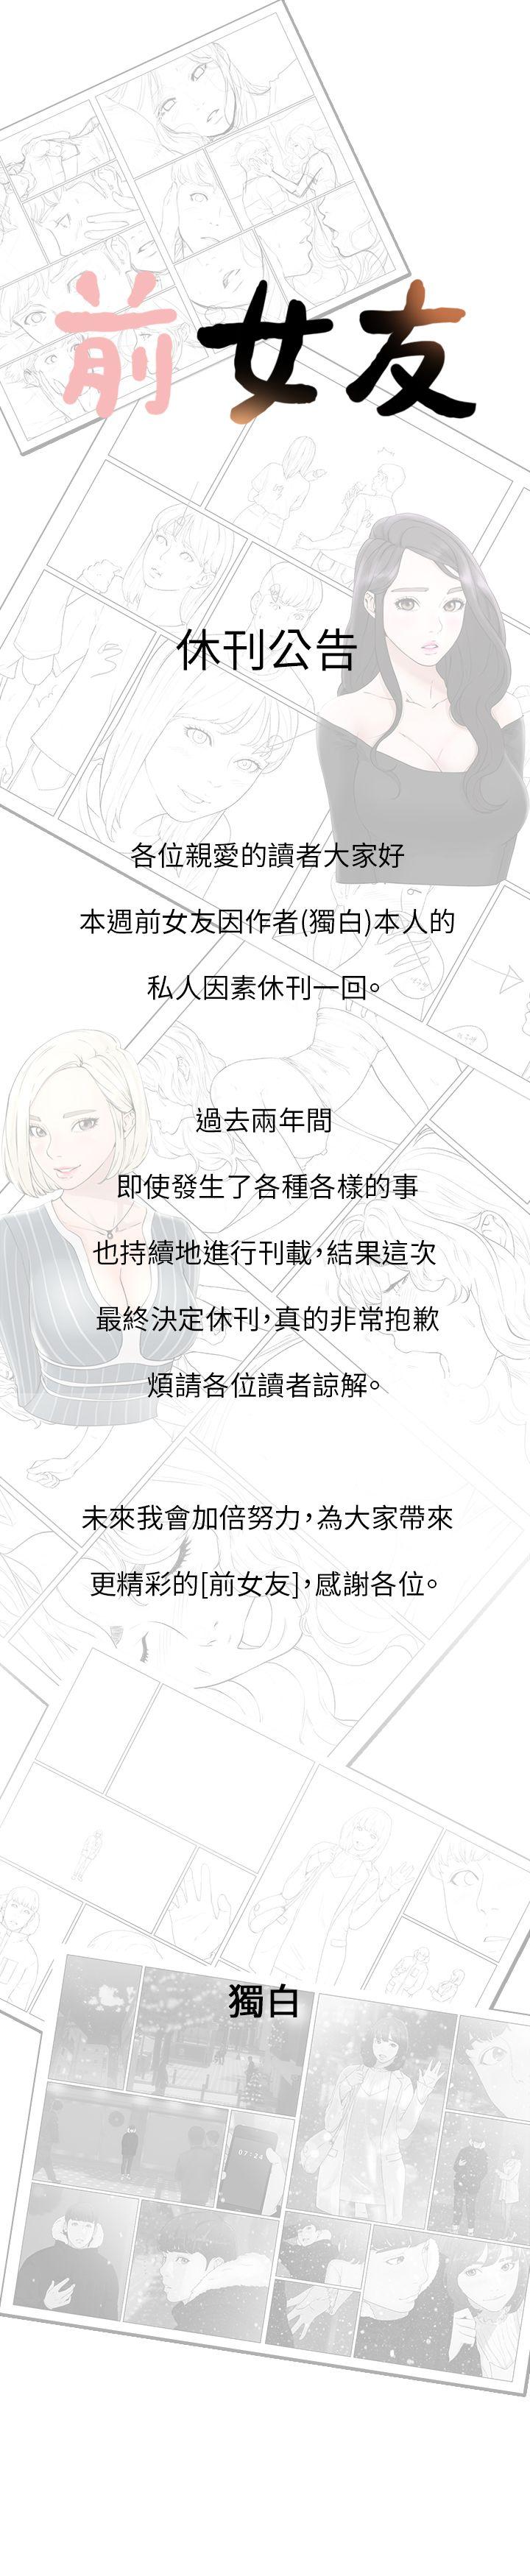 前女友
休刊公告
各位親愛的讀者大家好
本週前女友因作者(獨白)本人的
私人因素休刊一回。
過去兩年間
即使發生了各種各樣的事
也持續地進行刊載,結果這次
最終決定休刊,真的非常抱歉
煩請各位讀者諒解。
未來我會加倍努力,為大家帶來
更精彩的[前女友],感謝各位。
獨白
07:24